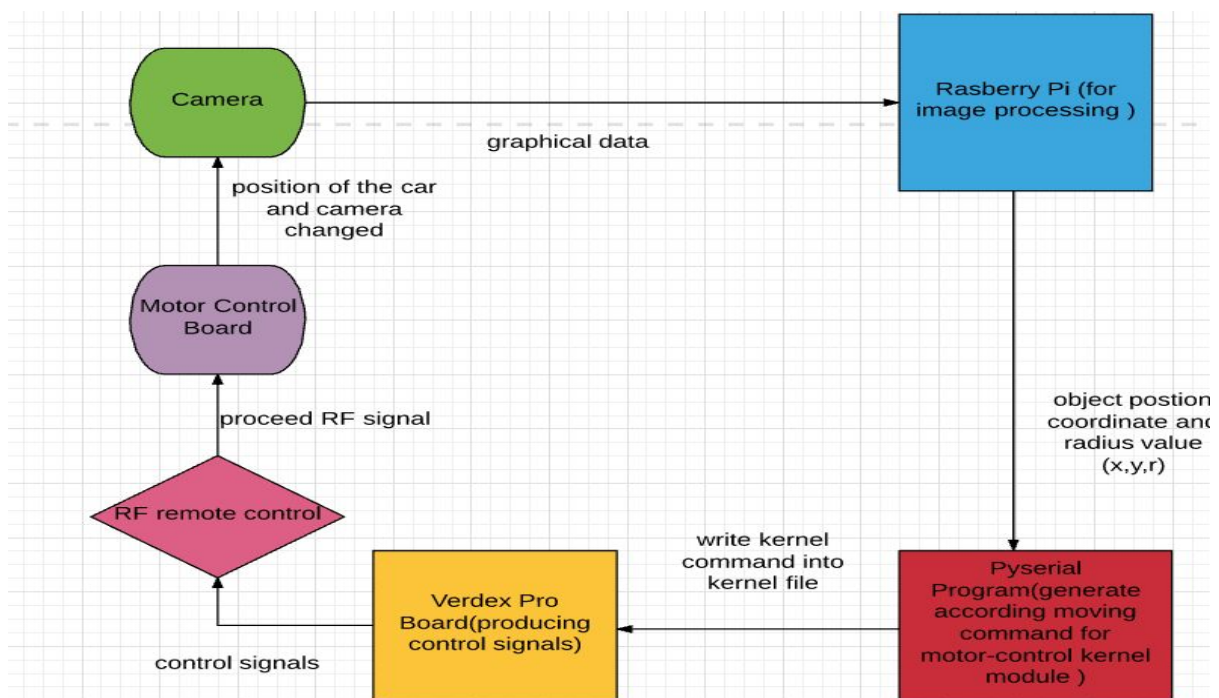 Camera
graphical data
Rasberry Pi (for
image processing )
position of the car
and camera
changed
Motor Control
Board
proceed RF signal
RF remote control
control signals
Verdex Pro
Board(producing
control signals)
write kernel
command into
kernel file
object postion
coordinate and
radius value
(x,y,r)
Pyserial
Program(generate
according moving
command for
motor-control kernel
module )